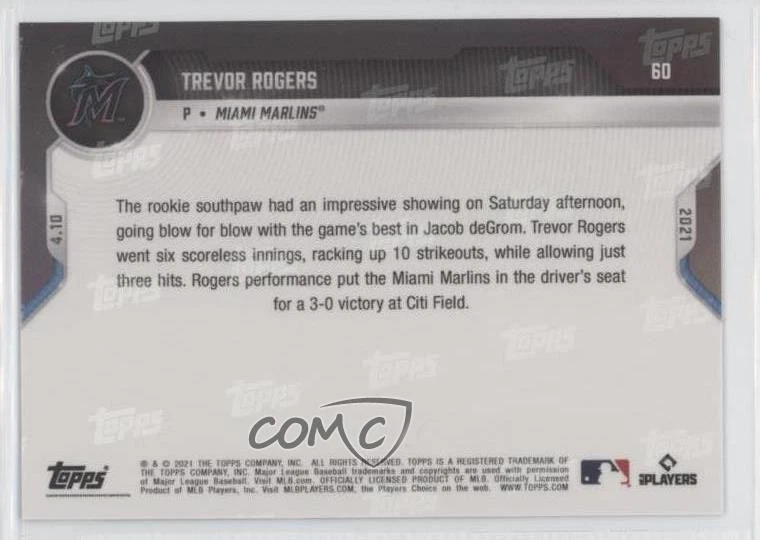 TREVOR ROGERS
60
P • MIAMI MARLINS®
M
4.10
2021
The rookie southpaw had an impressive showing on Saturday afternoon,
going blow for blow with the game's best in Jacob deGrom. Trevor Rogers
went six scoreless innings, racking up 10 strikeouts, while allowing just
three hits. Rogers performance put the Miami Marlins in the driver's seat
for a 3-0 victory at Citi Field.
COMC
Topps
® & © 2021 THE TOPPS COMPANY, INC. ALL RIGHTS RESERVED. TOPPS IS A REGISTERED TRADEMARK OF
THE TOPPS COMPANY, INC. Major League Baseball trademarks and copyrights are used with permission
of Major League Baseball. Visit MLB.com. OFFICIALLY LICENSED PRODUCT OF MLB. Officially Licensed
Product of MLB Players, Inc. Visit MLBPLAYERS.COM, the Players Choice on the web. WWW.TOPPS.COM
PLAYERS